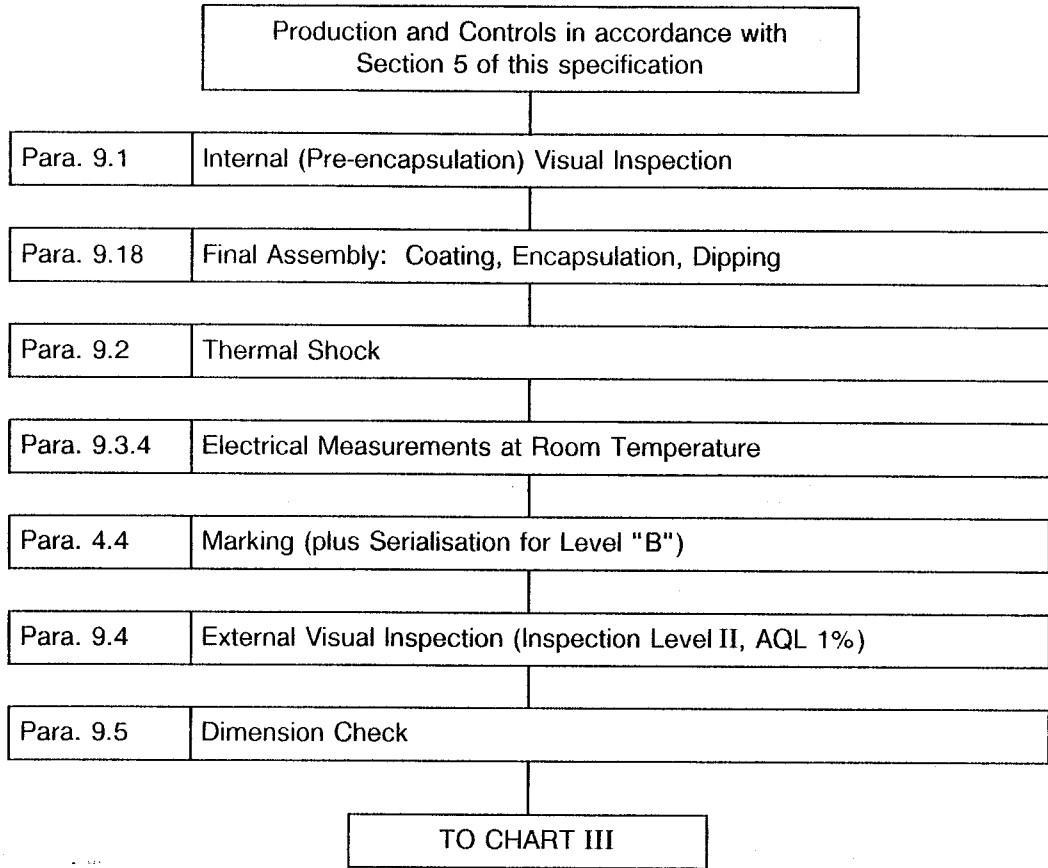 Production and Controls in accordance with
Section 5 of this specification
Para. 9.1 Internal (Pre-encapsulation) Visual Inspection
Para. 9.18 Final Assembly: Coating, Encapsulation, Dipping
Para. 9.2 Thermal Shock
Para. 9.3.4 Electrical Measurements at Room Temperature
Para. 4.4 Marking (plus Serialisation for Level "B")
Para. 9.4 External Visual Inspection (Inspection Level II, AQL 1%)
Para. 9.5 Dimension Check
TO CHART III